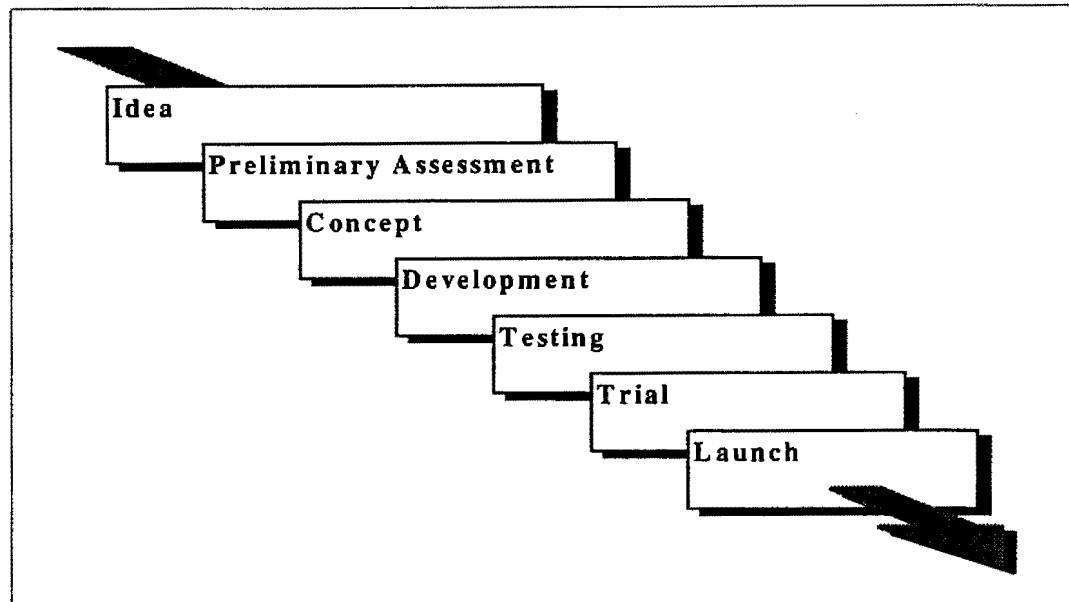 Idea
Preliminary Assessment
Concept
Development
Testing
Trial
Launch